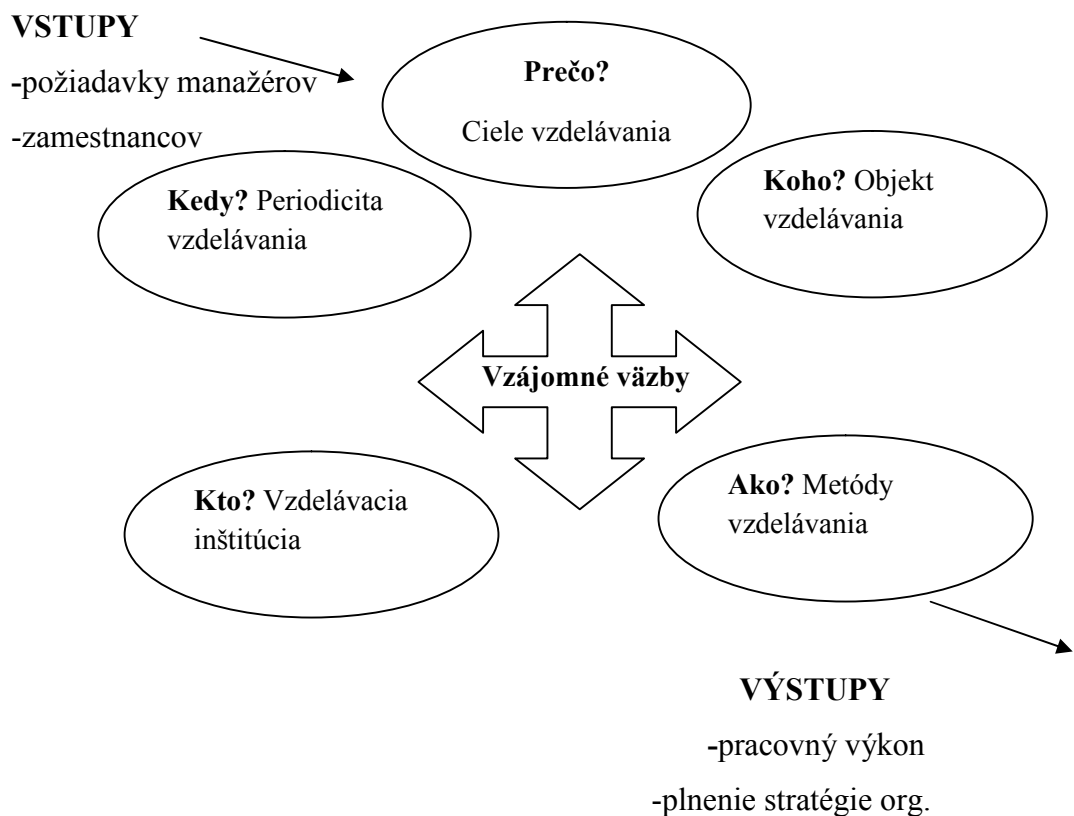 VSTUPY
-požiadavky manažérov
-zamestnancov
Prečo?
Ciele vzdelávania
Kedy? Periodicita
vzdelávania
Koho? Objekt
vzdelávania
Vzájomné väzby
Kto? Vzdelávacia
inštitúcia
Ako? Metódy
vzdelávania
VÝSTUPY
-pracovný výkon
-plnenie stratégie org.